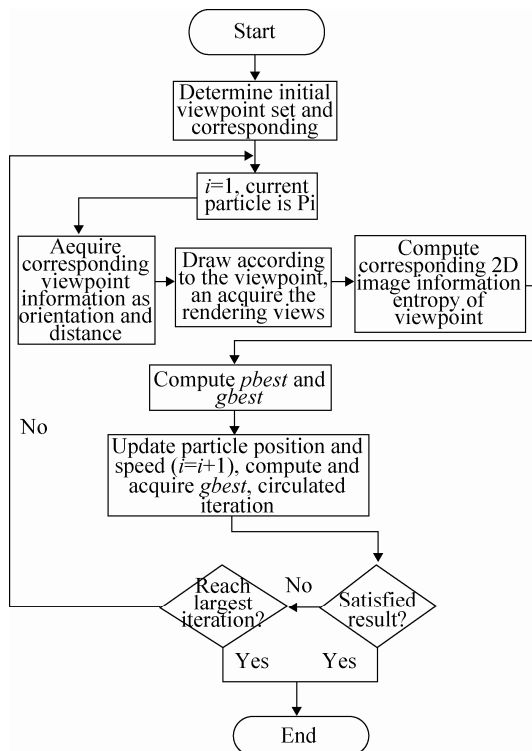 Start
Determine initial
viewpoint set and
corresponding
i=1, current
particle is Pi
Aequire
corresponding
viewpoint
information as
orientation and
distance
Draw according
to the viewpoint,
an acquire the
rendering views
Compute
corresponding 2D
image information
entropy of
viewpoint
Compute pbest and
gbest
No
Update particle position and
speed (i=i+1), compute and
acquire gbest, circulated
iteration
Reach
largest
iteration?
No
Satisfied
result?
Yes
Yes
End